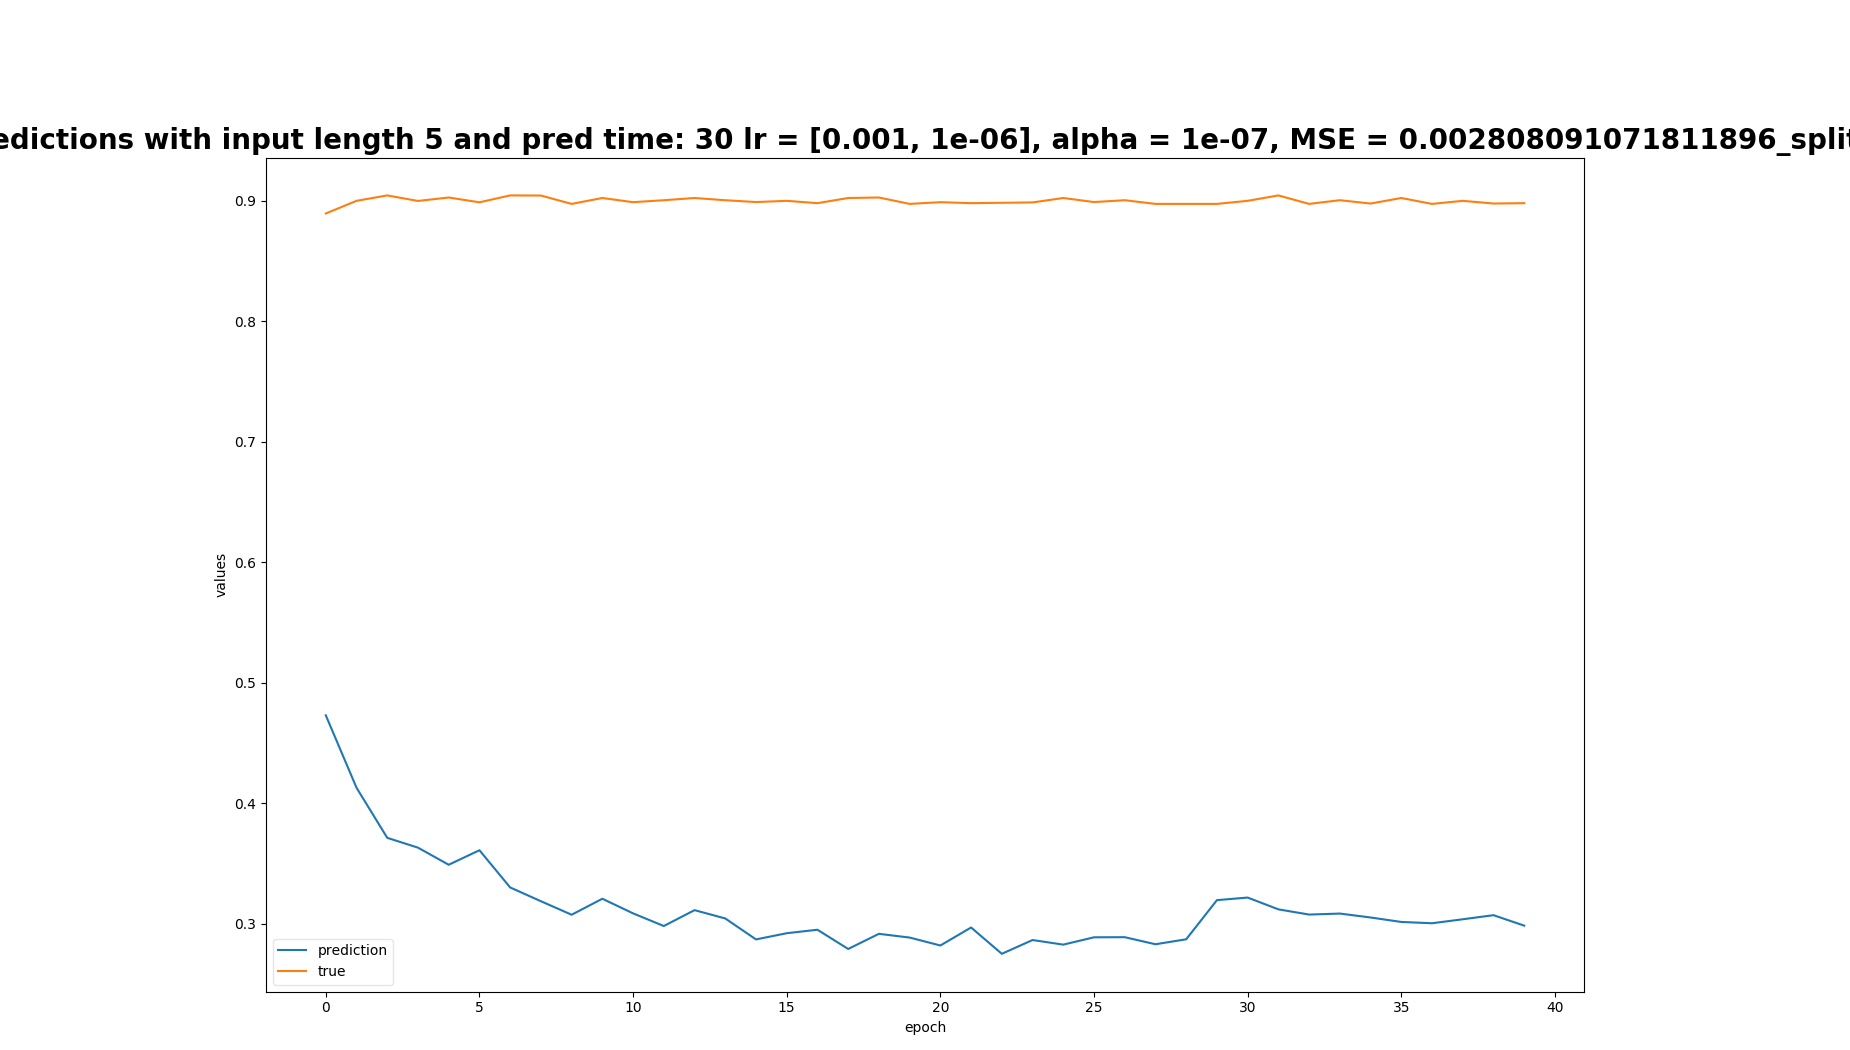 edictions with input length 5 and pred time: 30 lr = [0.001, 1e-06], alpha = 1e-07, MSE = 0.002808091071811896_split
0.9
0.8
0.7
0.6
0.5
0.4
0.3
values
prediction
true
0 5 10 15 20 25 30 35 40
epoch